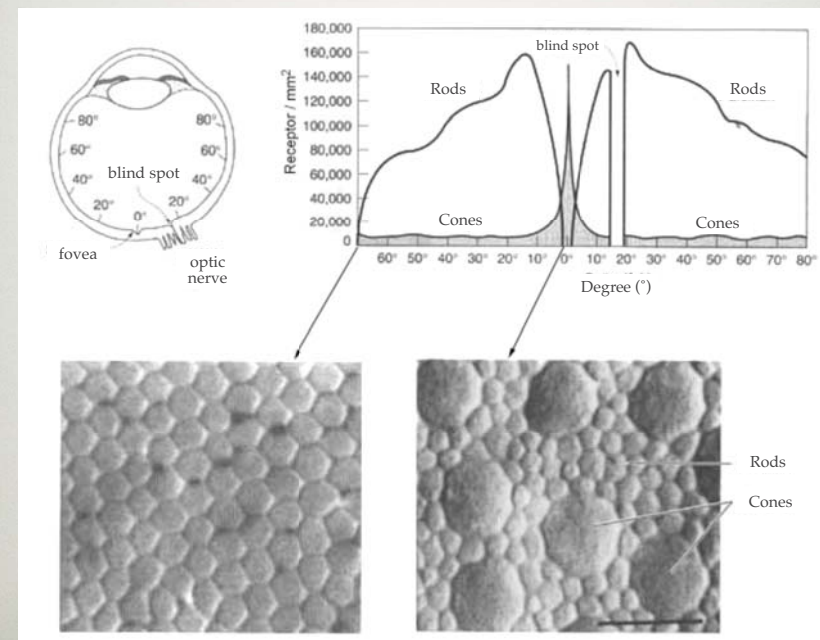 80°
80°
60°
60°
blind spot
40°
40°
20°
0°
20°
fovea
optic
nerve
180,000
160,000
140,000
120,000
100,000
80,000
60,000
40,000
20,000
0
Receptor / mm²
blind spot
Rods
Rods
Cones
Cones
60° 50° 40° 30° 20° 10° 0° 10° 20° 30° 40° 50° 60° 70° 80°
Degree (°)
Rods
Cones